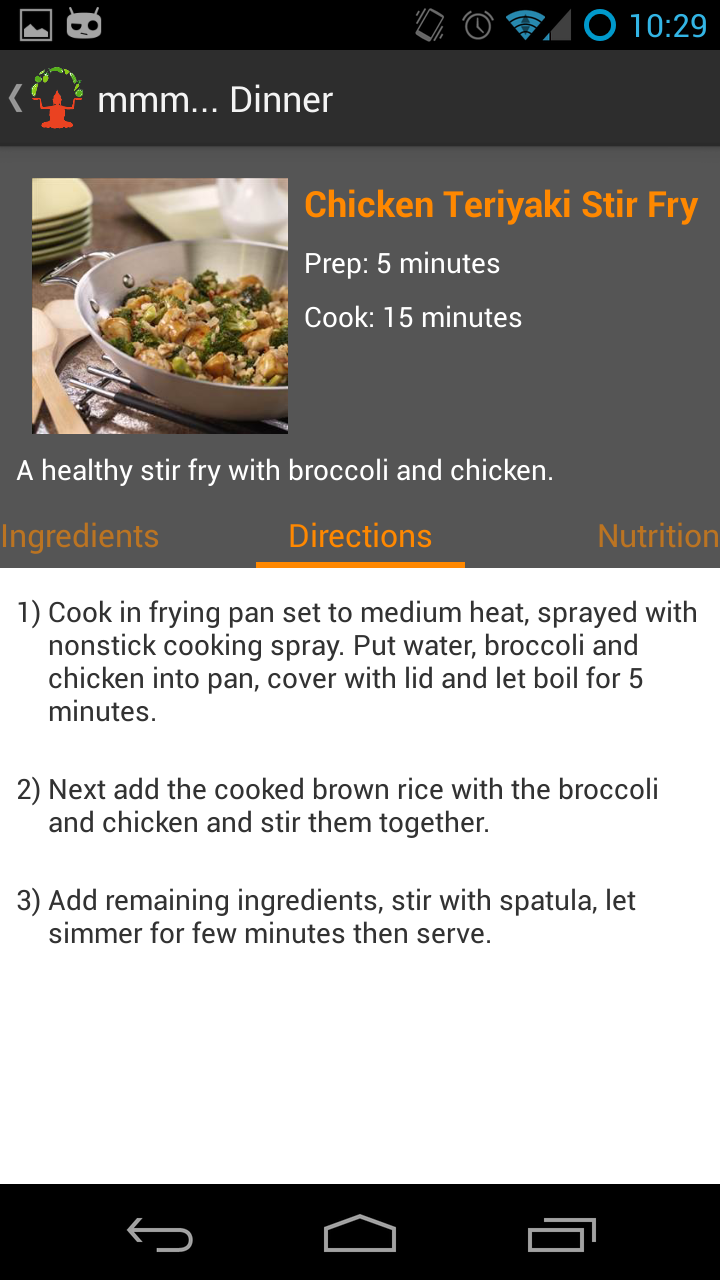 10:29
mmm... Dinner
Chicken Teriyaki Stir Fry
Prep: 5 minutes
Cook: 15 minutes
A healthy stir fry with broccoli and chicken.
Ingredients Directions Nutrition
1) Cook in frying pan set to medium heat, sprayed with
nonstick cooking spray. Put water, broccoli and
chicken into pan, cover with lid and let boil for 5
minutes.
2) Next add the cooked brown rice with the broccoli
and chicken and stir them together.
3) Add remaining ingredients, stir with spatula, let
simmer for few minutes then serve.